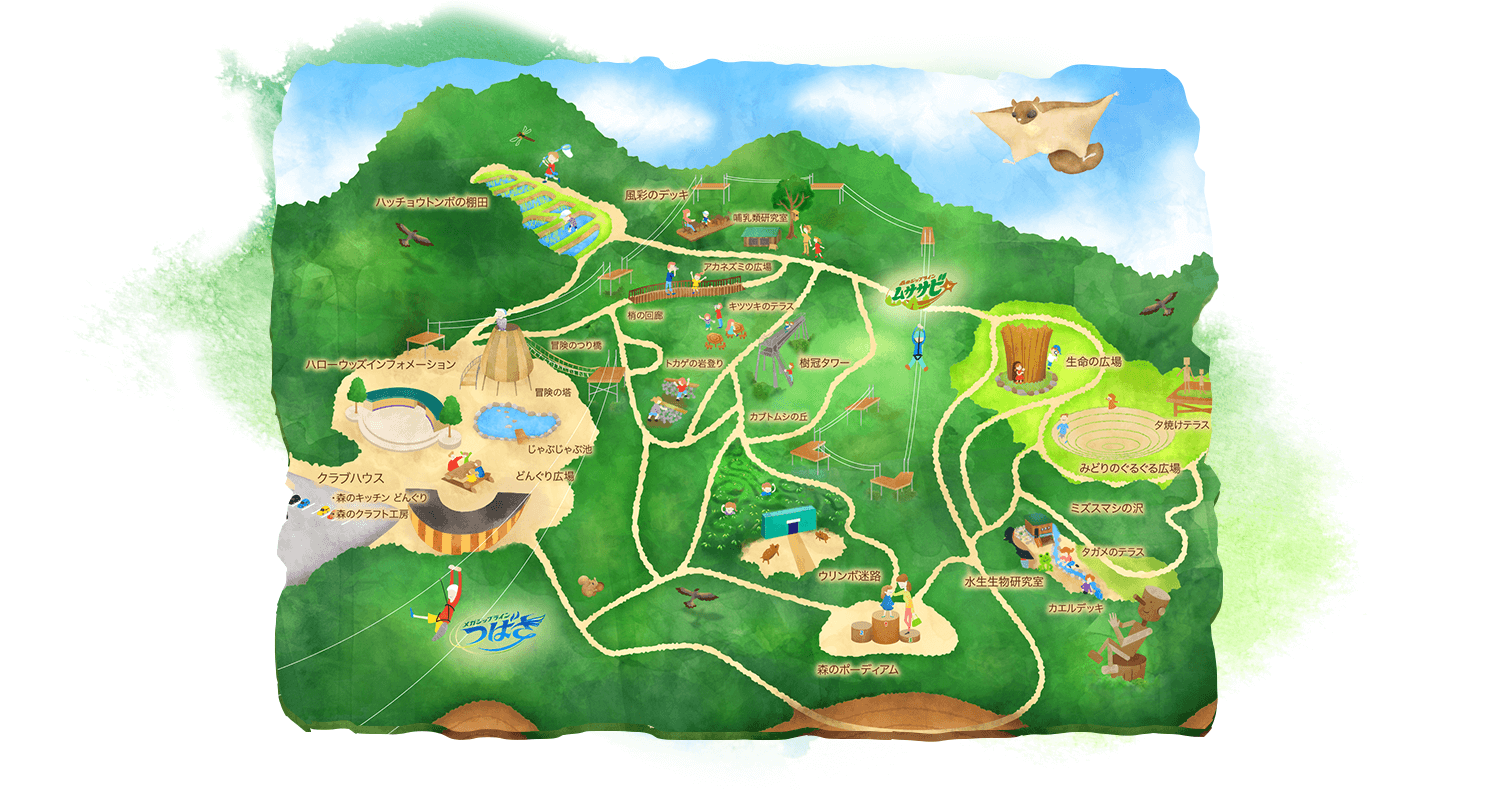 ハッチョウトンボの棚田
風彩のデッキ
哺乳類研究室
アカネズミの広場
森のジップライン
ムササビ
梢の回廊
キツツキのテラス
冒険のつり橋
ハローウッズインフォメーション
トカゲの岩登り
樹冠タワー
生命の広場
冒険の塔
カブトムシの丘
夕焼けテラス
じゃぶじゃぶ池
みどりのぐるぐる広場
クラブハウス
どんぐり広場
・森のキッチン どんぐり
・森のクラフト工房
ミズスマシの沢
タガメのテラス
ウリンボ迷路
水生生物研究室
カエルデッキ
メガジップライン
つばさ
森のポーディアム